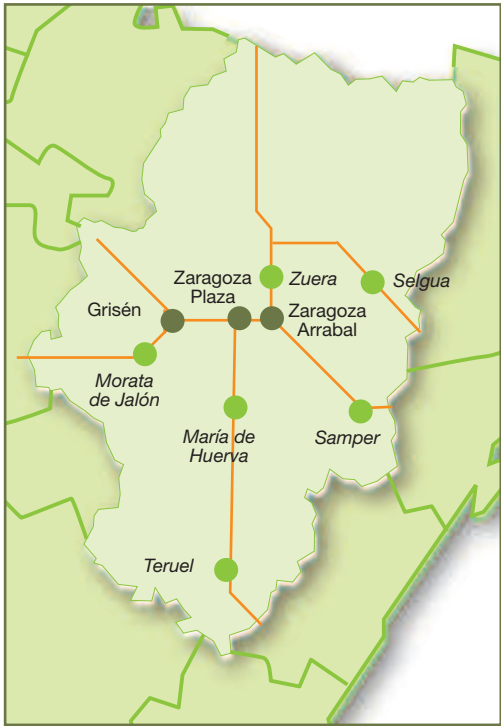 Zuera
Selgua
Zaragoza
Plaza
Grisén
Zaragoza
Arrabal
Morata
de Jalón
María de
Huerva
Samper
Teruel